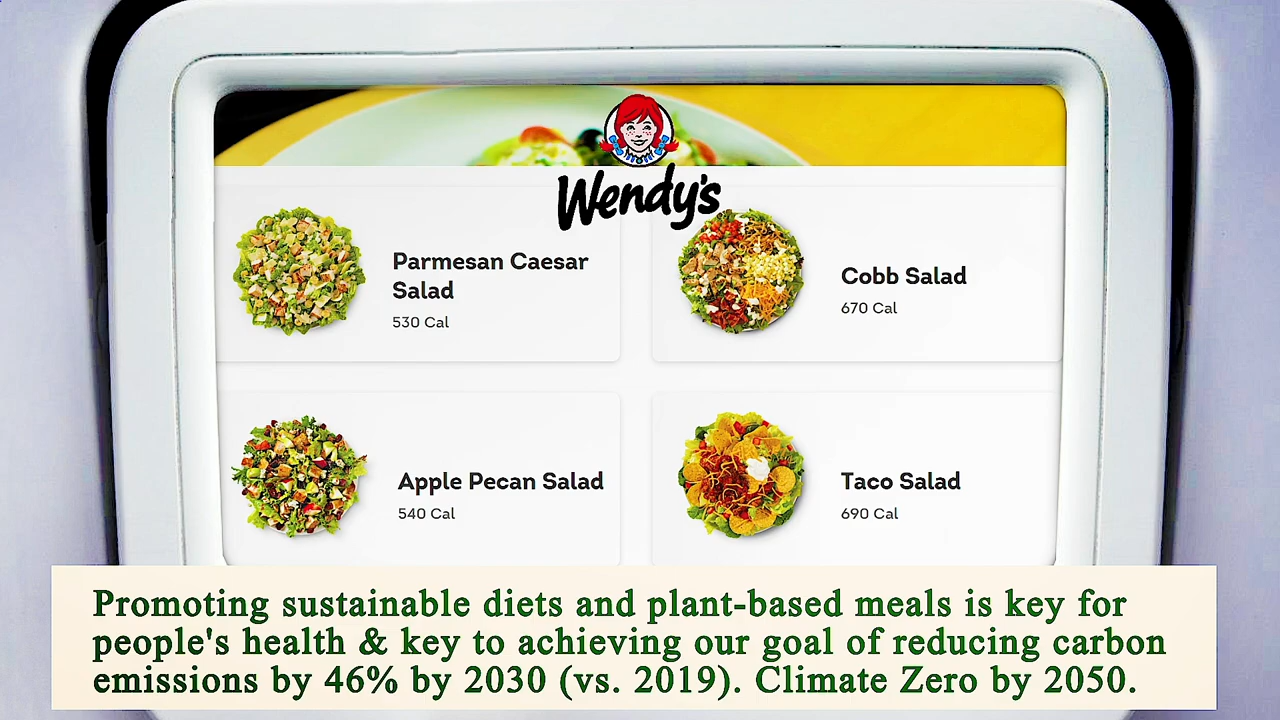 Wendy's
Parmesan Caesar
Salad
530 Cal
Cobb Salad
670 Cal
Apple Pecan Salad
540 Cal
Taco Salad
690 Cal
Promoting sustainable diets and plant-based meals is key for
people's health & key to achieving our goal of reducing carbon
emissions by 46% by 2030 (vs. 2019). Climate Zero by 2050.